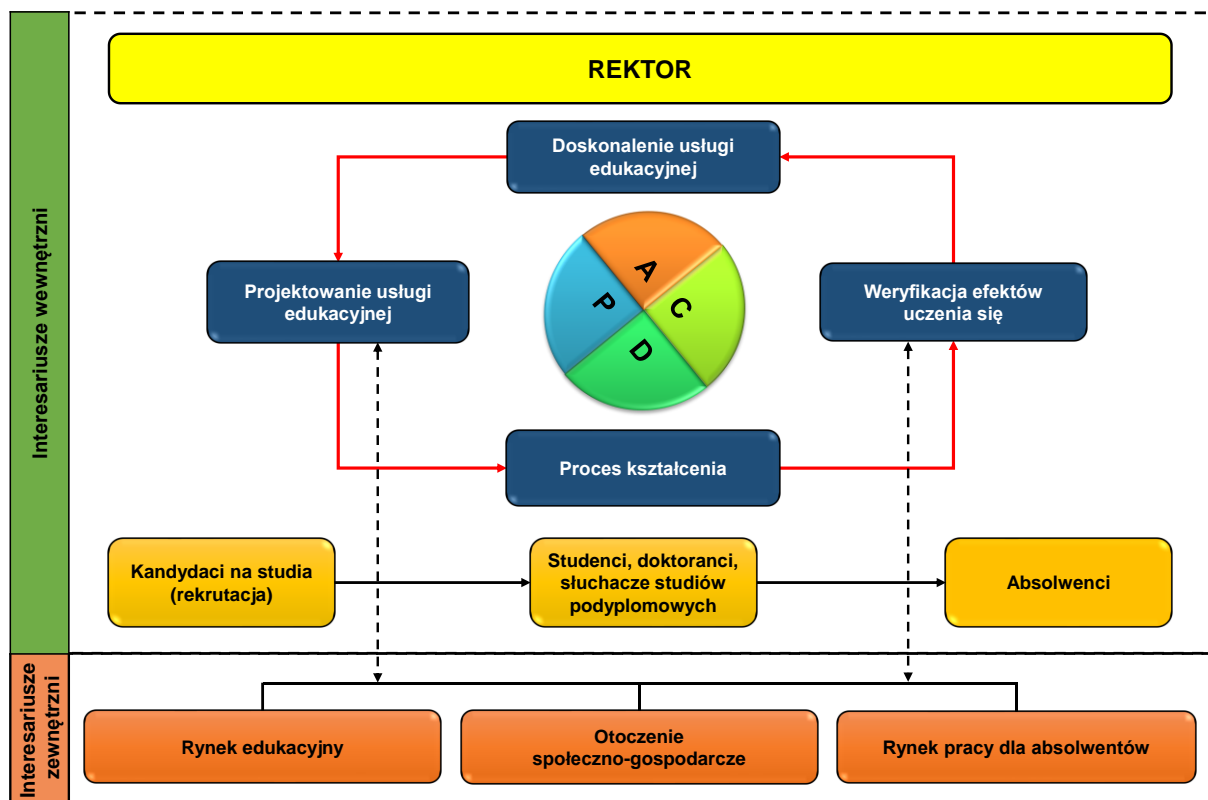 Interesariusze wewnętrzni
REKTOR
Doskonalenie usługi
edukacyjnej
Projektowanie usługi
edukacyjnej
A
P
C
D
Weryfikacja efektów
uczenia się
Proces kształcenia
Kandydaci na studia
(rekrutacja)
Studenci, doktoranci,
słuchacze studiów
podyplomowych
Absolwenci
Interesariusze
zewnętrzni
Rynek edukacyjny
Otoczenie
społeczno-gospodarcze
Rynek pracy dla absolwentów